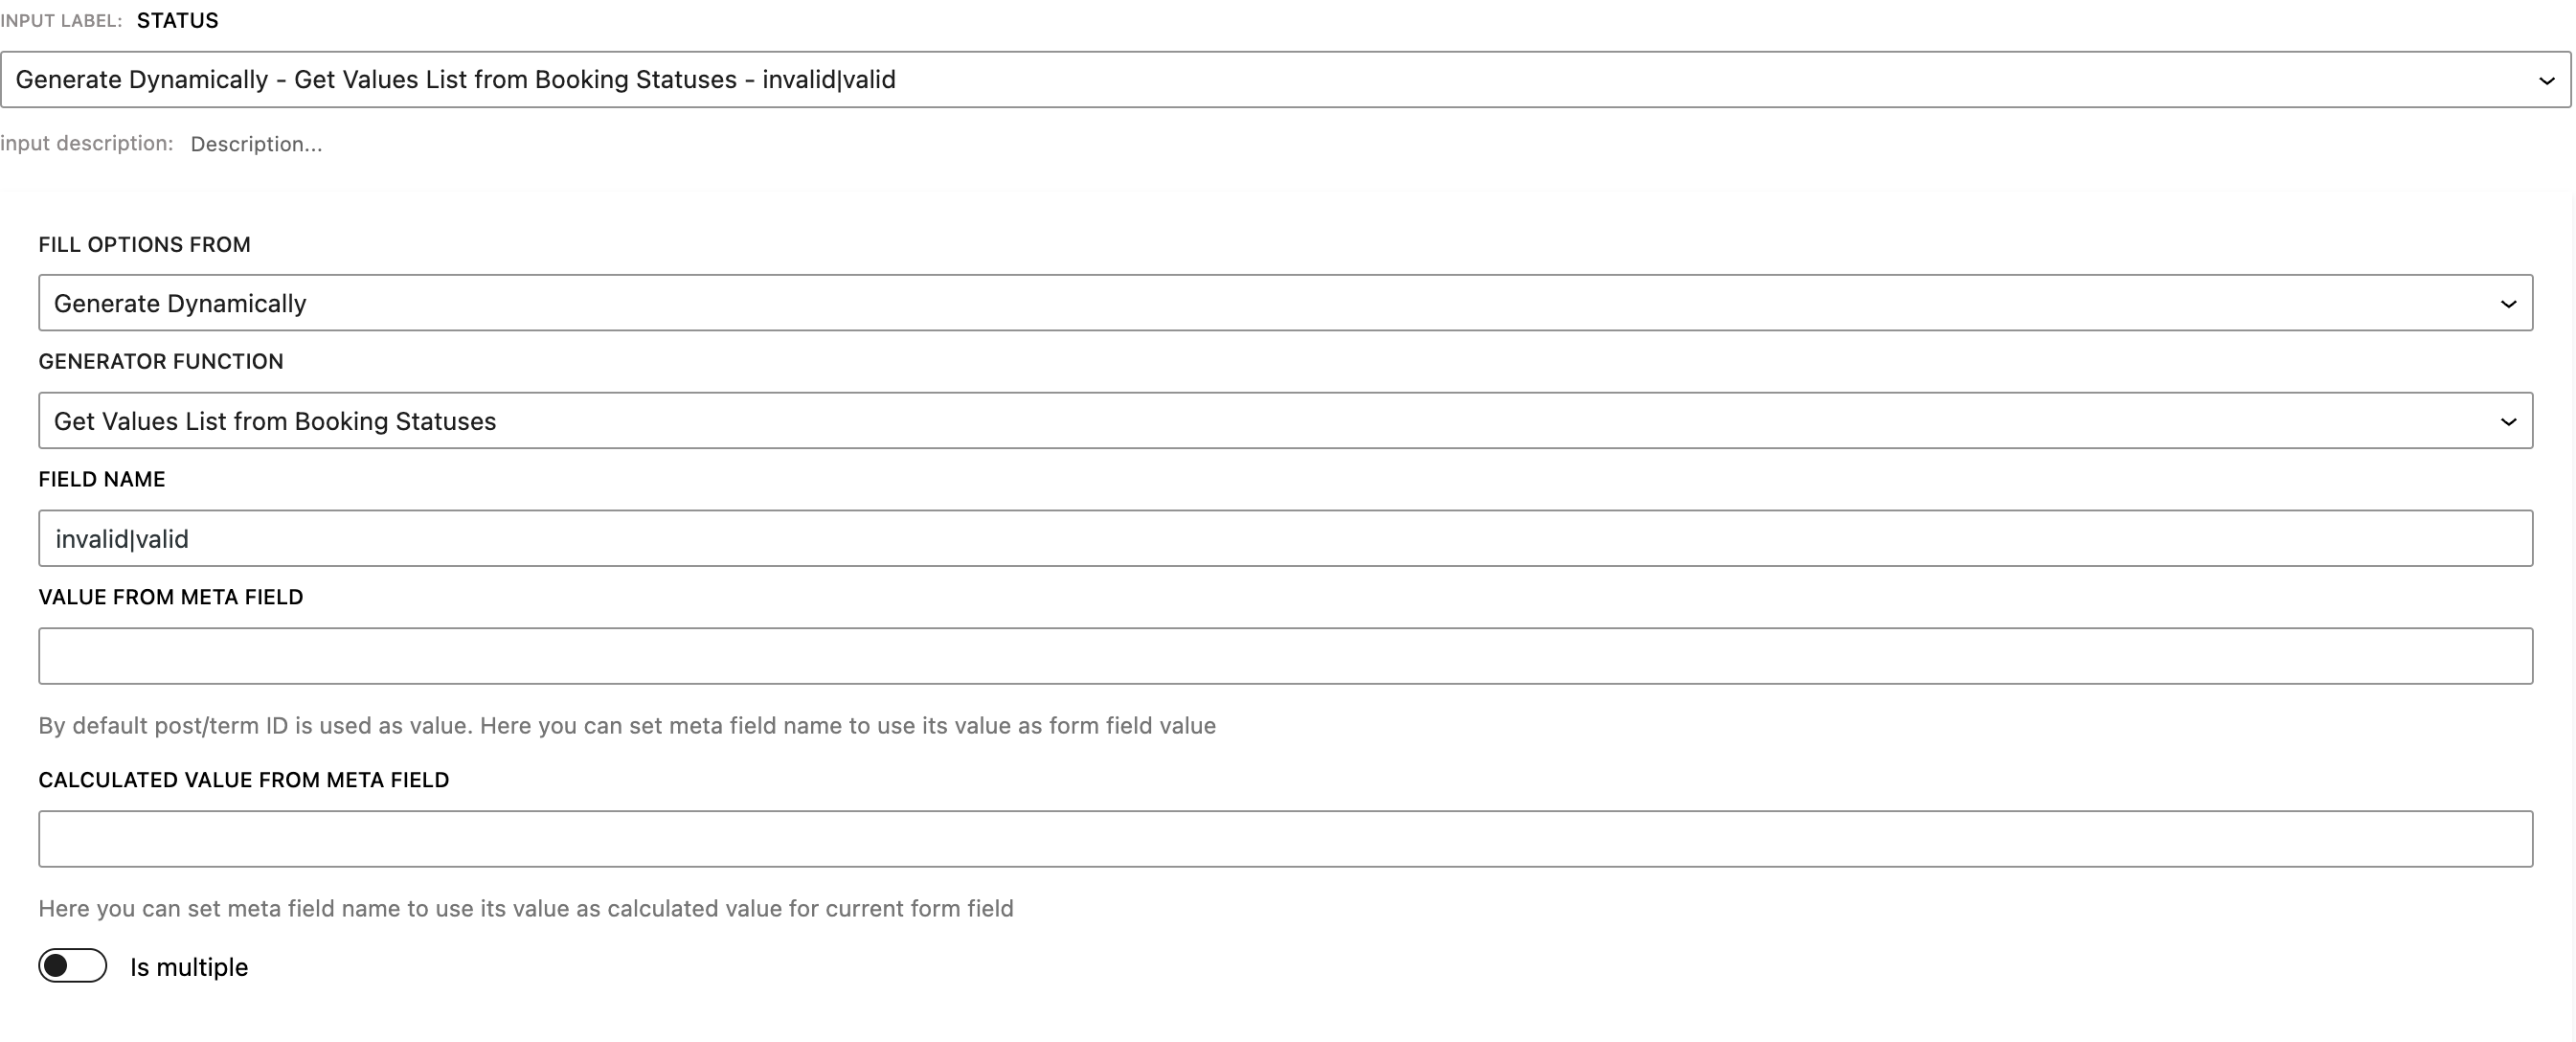 INPUT LABEL: STATUS
Generate Dynamically - Get Values List from Booking Statuses - invalid|valid
input description: Description...
FILL OPTIONS FROM
Generate Dynamically
GENERATOR FUNCTION
Get Values List from Booking Statuses
FIELD NAME
invalid|valid
VALUE FROM META FIELD
By default post/term ID is used as value. Here you can set meta field name to use its value as form field value
CALCULATED VALUE FROM META FIELD
Here you can set meta field name to use its value as calculated value for current form field
Is multiple